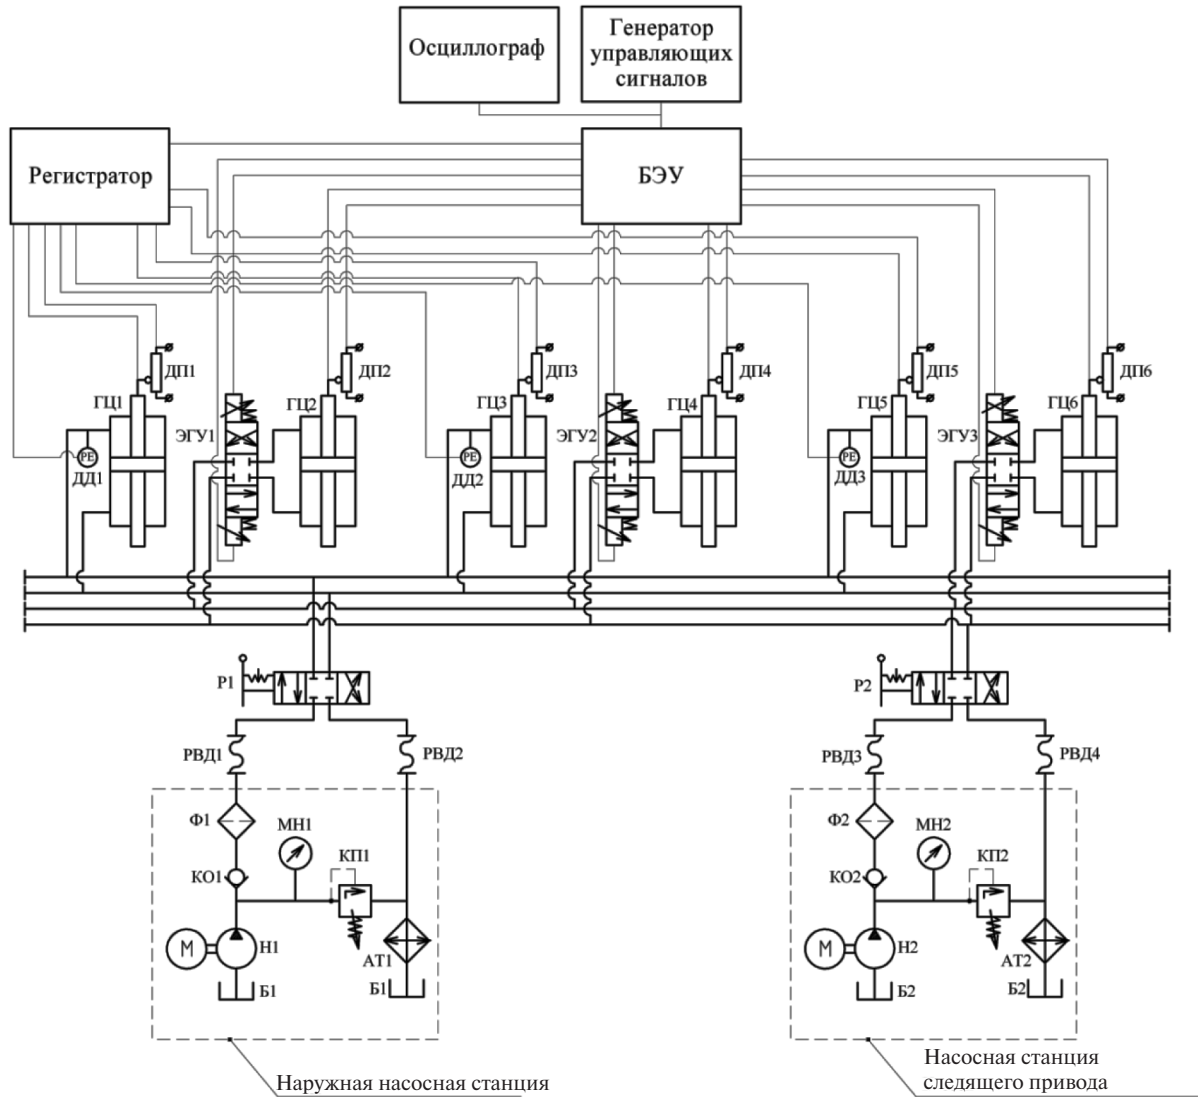 Осциллограф
Генератор
управляющих
сигналов
Регистратор
БЭУ
ДП1
ДП2
ДП3
ДП4
ДП5
ДП6
ГЦ1
ГЦ2
ГЦ3
ГЦ4
ГЦ5
ГЦ6
ЭГУ1
ЭГУ2
ЭГУ3
PE
PE
PE
ДД1
ДД2
ДД3
Р1
Р2
РВД1
РВД2
РВД3
РВД4
Ф1
МН1
Ф2
МН2
КП1
КП2
КО1
КО2
М
Н1
АТ1
М
Н2
АТ2
Б1
Б1
Б2
Б2
Наружная насосная станция
Насосная станция
следящего привода